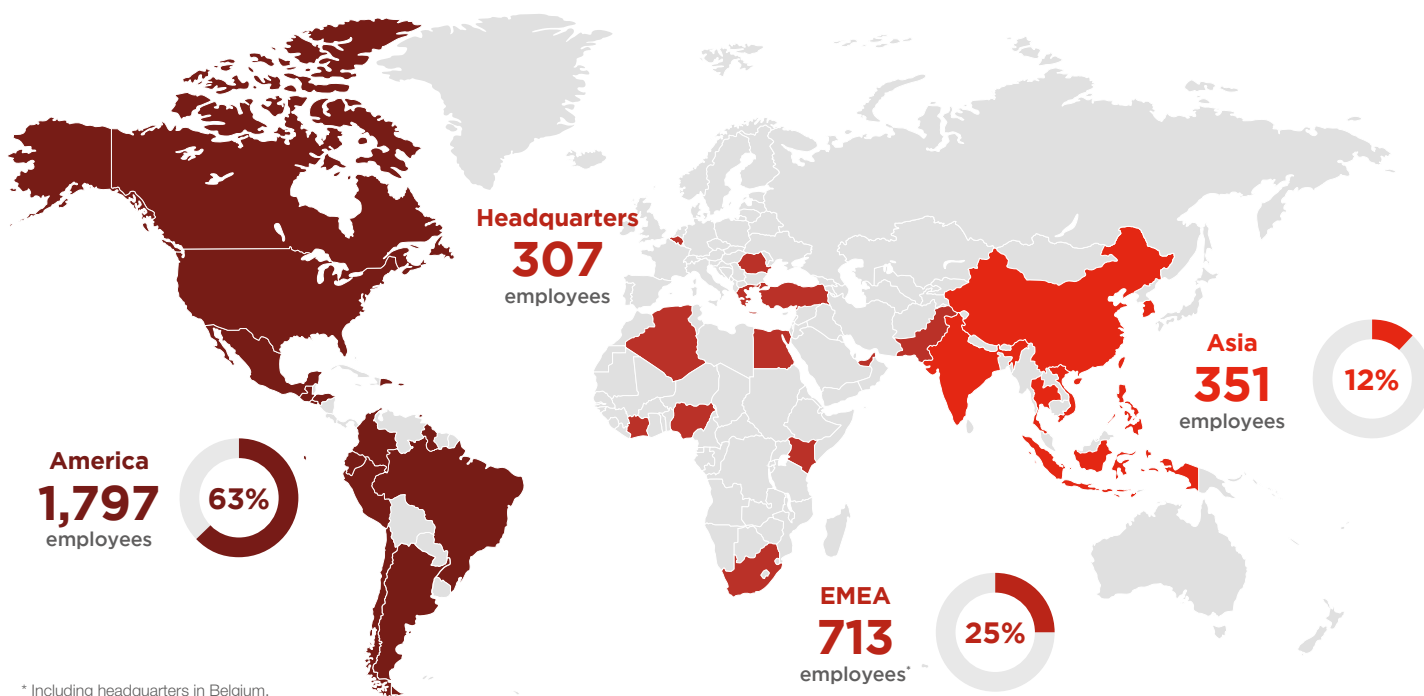 Headquarters
307
employees
Asia
351
employees
12%
America
1,797
employees
63%
EMEA
713
employees*
25%
* Including headquarters in Belgium.